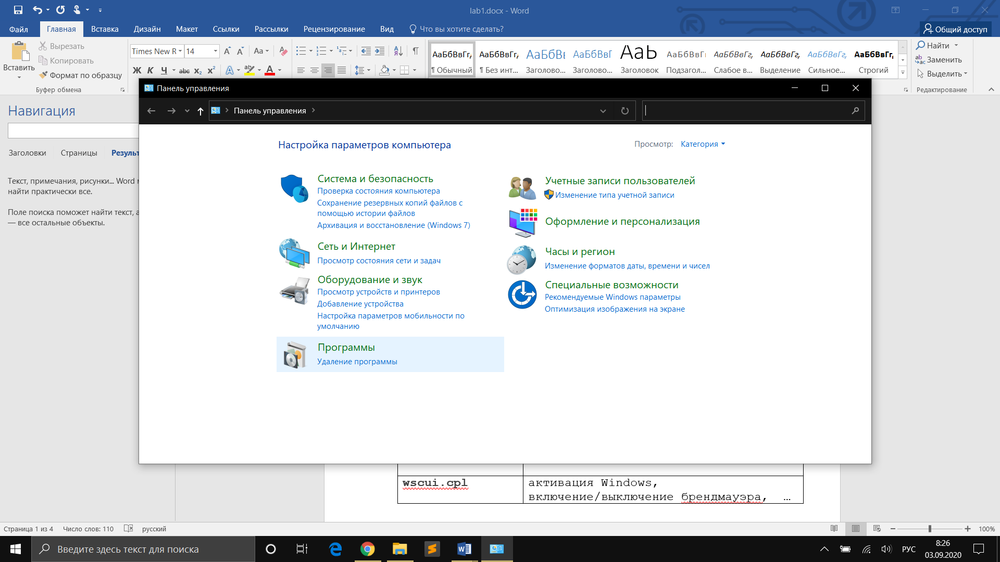 lab1.docx - Word
Файл Главная Вставка Дизайн Макет Ссылки Рассылки Рецензирование Вид Что вы хотите сделать? Общий доступ
Вставить
Вырезать
Копировать
Формат по образцу
Буфер обмена
Times New R 14
Aa
Ж К Ч abc x₂ x²
АаБбВвГг, АаБбВвГг, АаБбВв АаБбВвГ АаЬ АаБбВвГг АаБбВвГг, АаБбВвГг, АаБбВвГг, АаБбВвГг,
¶ Обычный ¶ Без инт... Заголово... Заголово... Заголовок Подзагол... Слабое в... Выделение Сильное... Строгий
Найти
Заменить
Выделить
Редактирование
Навигация
Заголовки Страницы Резульt
Текст, примечания, рисунки... Word
найти практически все.
Поле поиска поможет найти текст, а
— все остальные объекты.
Панель управления
Панель управления
Настройка параметров компьютера
Просмотр: Категория
Система и безопасность
Проверка состояния компьютера
Сохранение резервных копий файлов с
помощью истории файлов
Архивация и восстановление (Windows 7)
Сеть и Интернет
Просмотр состояния сети и задач
Оборудование и звук
Просмотр устройств и принтеров
Добавление устройства
Настройка параметров мобильности по
умолчанию
Программы
Удаление программы
Учетные записи пользователей
Изменение типа учетной записи
Оформление и персонализация
Часы и регион
Изменение форматов даты, времени и чисел
Специальные возможности
Рекомендуемые Windows параметры
Оптимизация изображения на экране
wscui.cpl
активация Windows,
включение/выключение брендмауэра, …
Страница 1 из 4 Число слов: 110 русский
100%
Введите здесь текст для поиска
РУС
8:26
03.09.2020